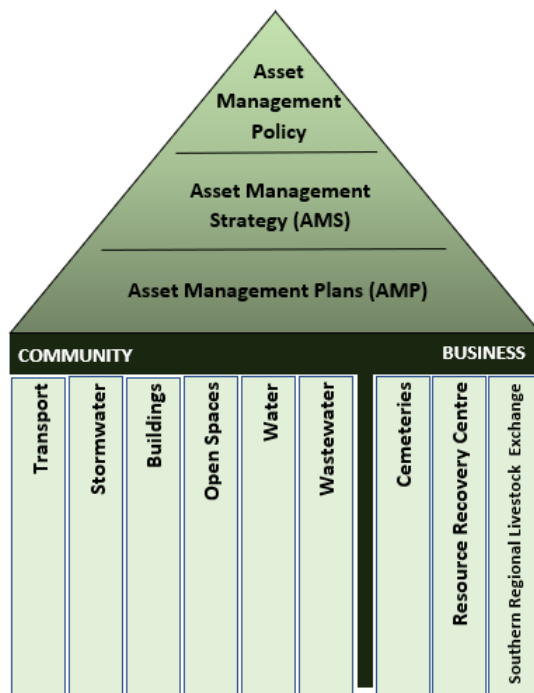 Asset
Management
Policy
Asset Management
Strategy (AMS)
Asset Management Plans (AMP)
COMMUNITY
BUSINESS
Transport
Stormwater
Buildings
Open Spaces
Water
Wastewater
Cemeteries
Resource Recovery Centre
Southern Regional Livestock Exchange